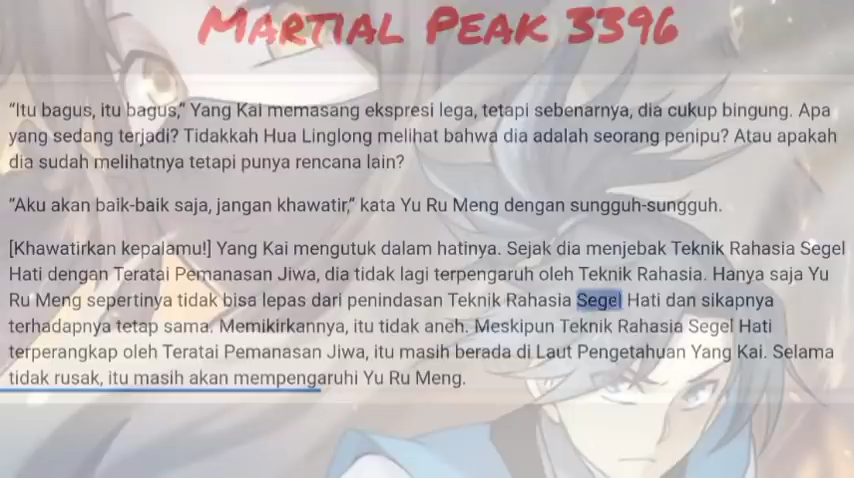 MARTIAL PEAK 3396
“Itu bagus, itu bagus,” Yang Kai memasang ekspresi lega, tetapi sebenarnya, dia cukup bingung. Apa
yang sedang terjadi? Tidakkah Hua Linglong melihat bahwa dia adalah seorang penipu? Atau apakah
dia sudah melihatnya tetapi punya rencana lain?
“Aku akan baik-baik saja, jangan khawatir,” kata Yu Ru Meng dengan sungguh-sungguh.
[Khawatirkan kepalamu!] Yang Kai mengutuk dalam hatinya. Sejak dia menjebak Teknik Rahasia Segel
Hati dengan Teratai Pemanasan Jiwa, dia tidak lagi terpengaruh oleh Teknik Rahasia. Hanya saja Yu
Ru Meng sepertinya tidak bisa lepas dari penindasan Teknik Rahasia Segel Hati dan sikapnya
terhadapnya tetap sama. Memikirkannya, itu tidak aneh. Meskipun Teknik Rahasia Segel Hati
terperangkap oleh Teratai Pemanasan Jiwa, itu masih berada di Laut Pengetahuan Yang Kai. Selama
tidak rusak, itu masih akan mempengaruhi Yu Ru Meng.